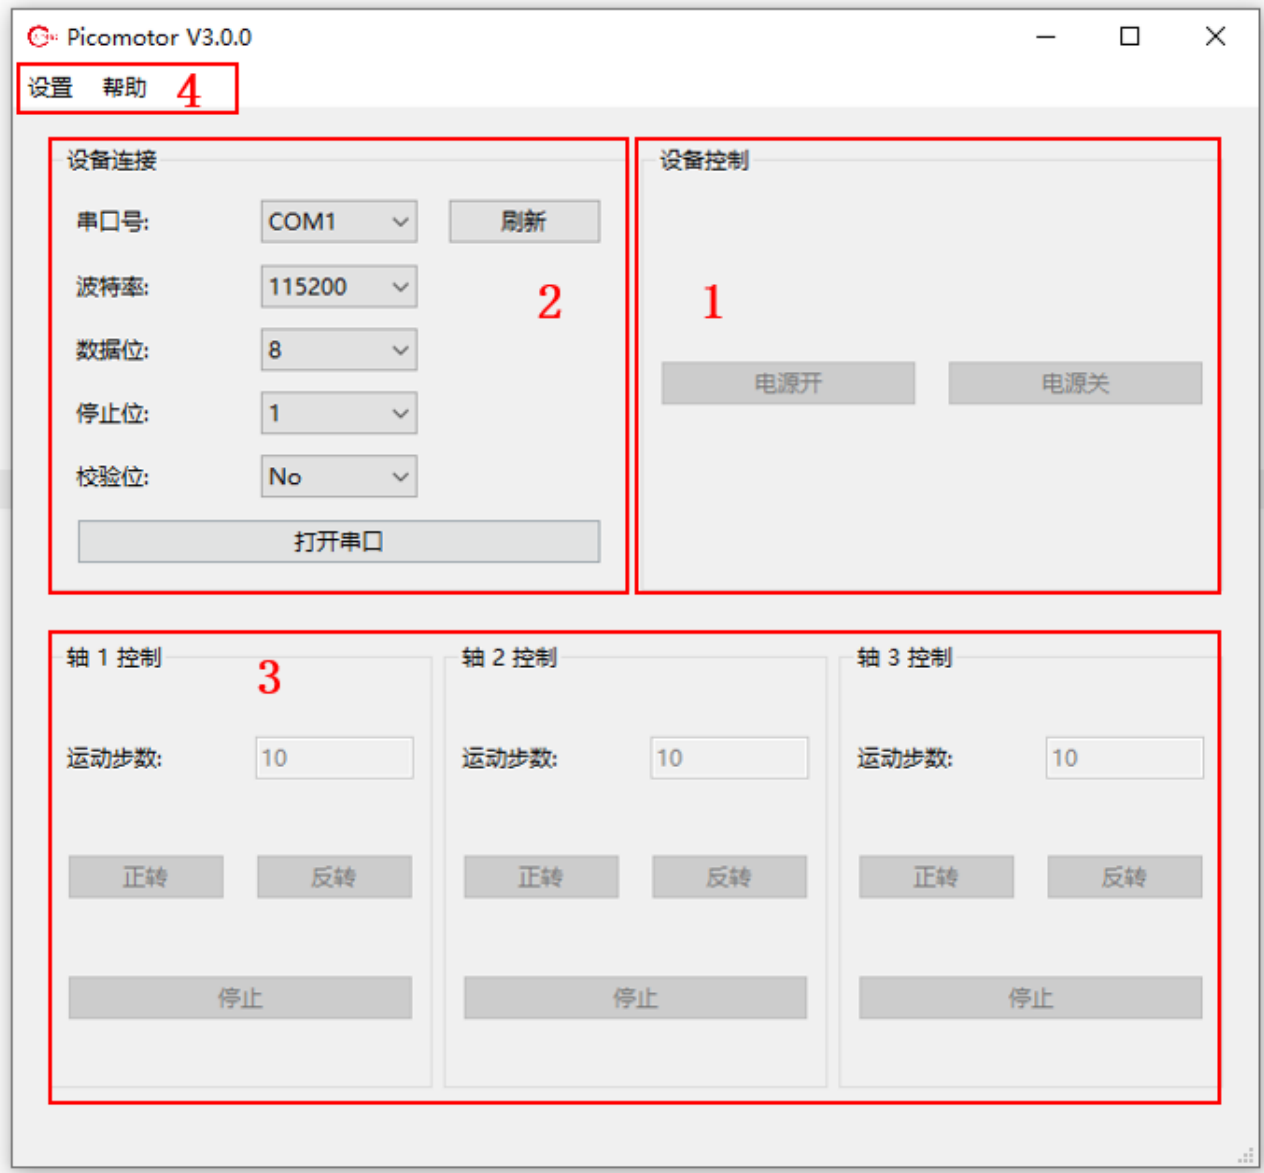 Picomotor V3.0.0
设置 帮助 4
设备连接
串口号: COM1 刷新
波特率: 115200
2
数据位: 8
停止位: 1
校验位: No
打开串口
设备控制
1
电源开 电源关
轴 1 控制
3
运动步数: 10
正转 反转
停止
轴 2 控制
运动步数: 10
正转 反转
停止
轴 3 控制
运动步数: 10
正转 反转
停止